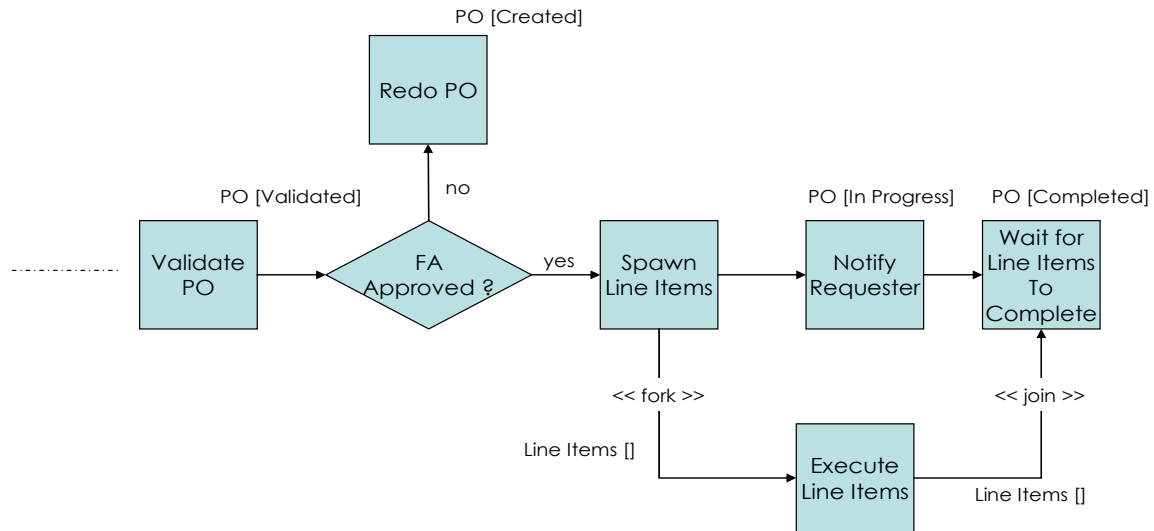 PO [Created]
Redo PO
no
PO [Validated]
PO [In Progress]
PO [Completed]
Validate
PO
FA
Approved ?
yes
Spawn
Line Items
Notify
Requester
Wait for
Line Items
To
Complete
<< fork >>
<< join >>
Line Items []
Execute
Line Items
Line Items []